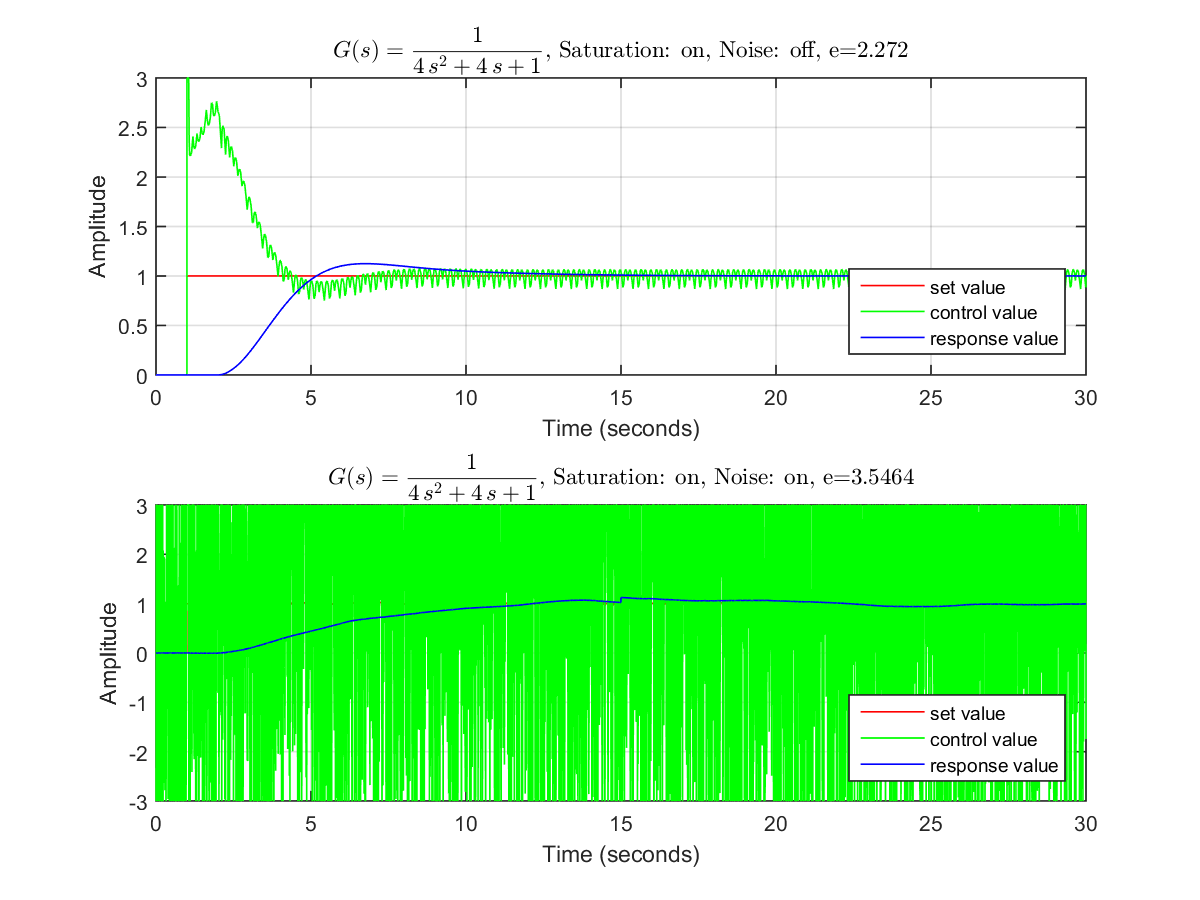 G(s) = 1 / (4 s² + 4 s + 1), Saturation: on, Noise: off, e=2.272
3
2.5
2
1.5
1
0.5
0
Amplitude
set value
control value
response value
0 5 10 15 20 25 30
Time (seconds)
G(s) = 1 / (4 s² + 4 s + 1), Saturation: on, Noise: on, e=3.5464
3
2
1
0
-1
-2
-3
Amplitude
set value
control value
response value
0 5 10 15 20 25 30
Time (seconds)